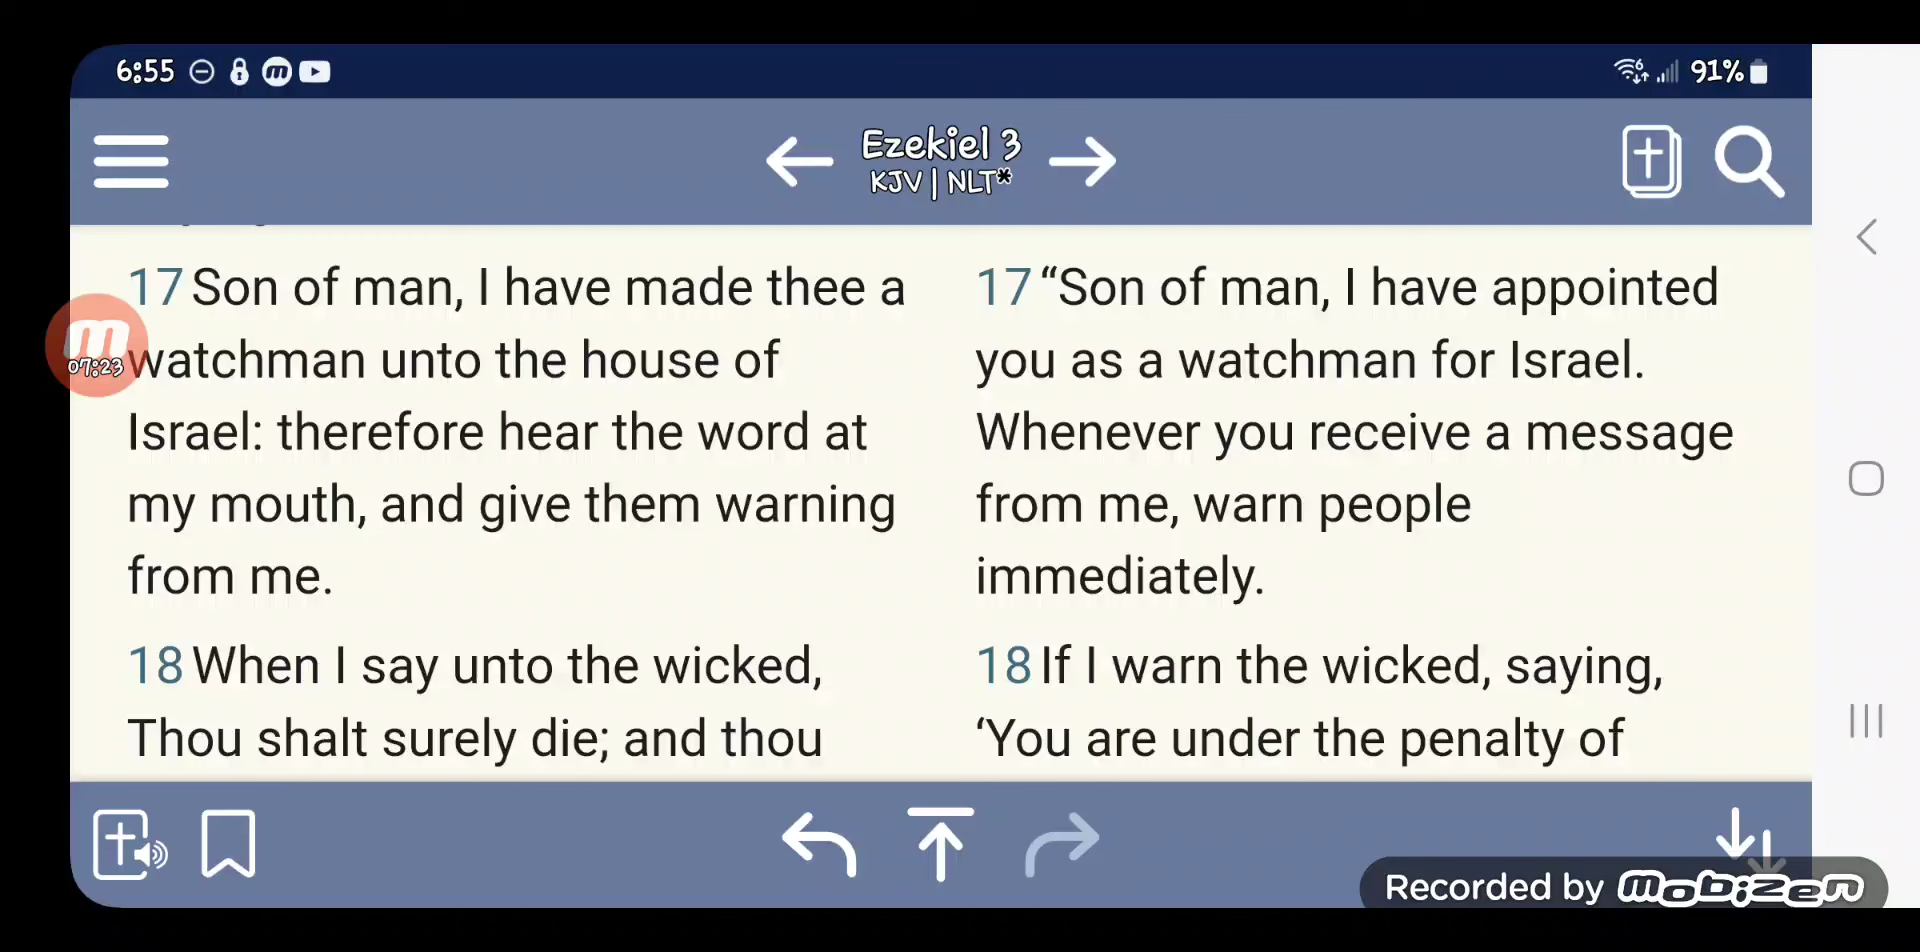 6:55
91%
Ezekiel 3
KJV | NLT*
17 Son of man, I have made thee a
watchman unto the house of
Israel: therefore hear the word at
my mouth, and give them warning
from me.
18 When I say unto the wicked,
Thou shalt surely die; and thou
17 “Son of man, I have appointed
you as a watchman for Israel.
Whenever you receive a message
from me, warn people
immediately.
18 If I warn the wicked, saying,
‘You are under the penalty of
07:23
Recorded by mobizen